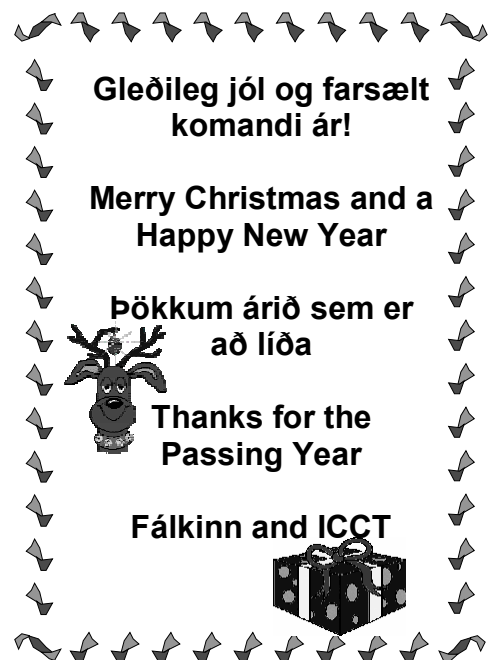 Gleðileg jól og farsælt
komandi ár!
Merry Christmas and a
Happy New Year
Þökkum árið sem er
að líða
Thanks for the
Passing Year
Fálkinn and ICCT